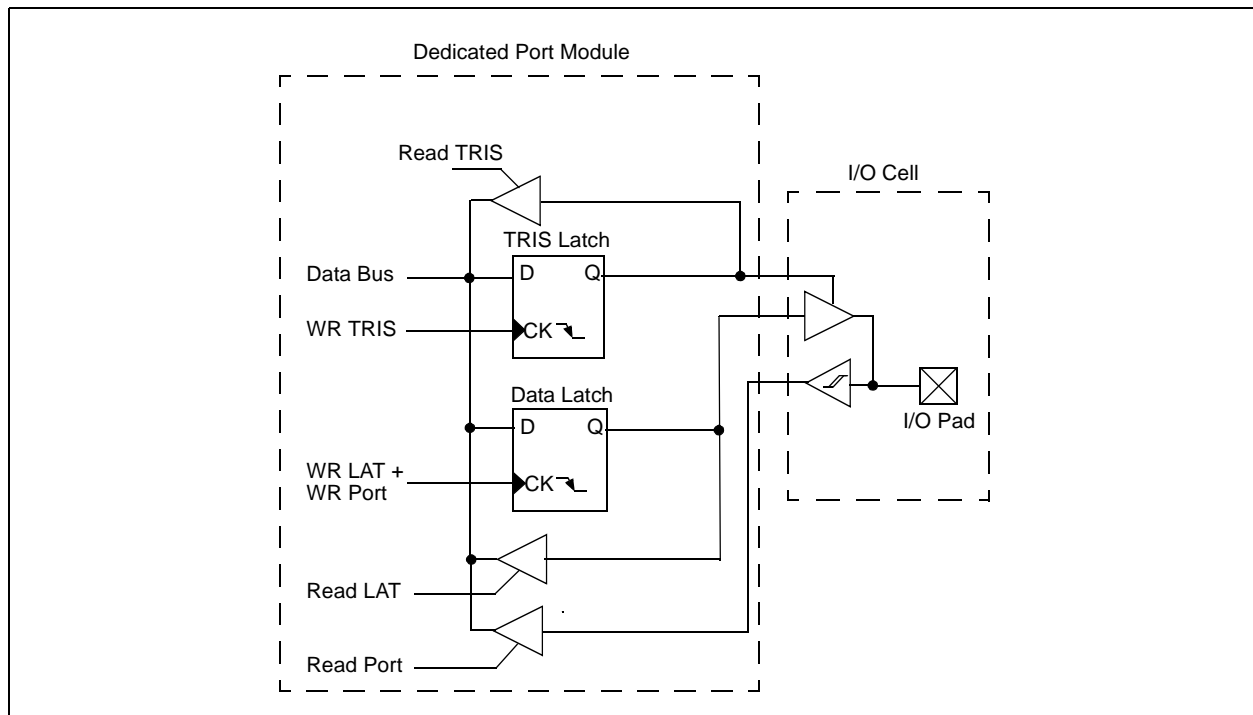 Dedicated Port Module
Read TRIS
I/O Cell
TRIS Latch
Data Bus
D
Q
WR TRIS
CK
Data Latch
I/O Pad
D
Q
WR LAT +
WR Port
CK
Read LAT
Read Port